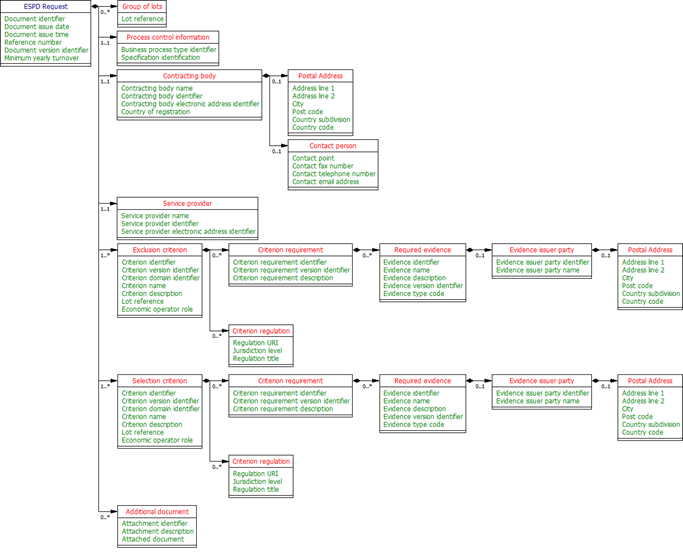 ESPD Request
Document identifier
Document issue date
Document issue time
Reference number
Document version identifier
Minimum yearly turnover
0..*
Group of lots
Lot reference
1..1
Process control information
Business process type identifier
Specification identification
1..1
Contracting body
Contracting body name
Contracting body identifier
Contracting body electronic address identifier
Country of registration
0..1
Postal Address
Address line 1
Address line 2
City
Post code
Country subdivision
Country code
0..1
Contact person
Contact point
Contact fax number
Contact telephone number
Contact email address
1..1
Service provider
Service provider name
Service provider identifier
Service provider electronic address identifier
1..*
Exclusion criterion
Criterion identifier
Criterion version identifier
Criterion domain identifier
Criterion name
Criterion description
Lot reference
Economic operator role
0..*
Criterion requirement
Criterion requirement identifier
Criterion requirement version identifier
Criterion requirement description
0..*
Required evidence
Evidence identifier
Evidence name
Evidence description
Evidence version identifier
Evidence type code
0..1
Evidence issuer party
Evidence issuer party identifier
Evidence issuer party name
0..1
Postal Address
Address line 1
Address line 2
City
Post code
Country subdivision
Country code
0..*
Criterion regulation
Regulation URI
Jurisdiction level
Regulation title
1..*
Selection criterion
Criterion identifier
Criterion version identifier
Criterion domain identifier
Criterion name
Criterion description
Lot reference
Economic operator role
0..*
Criterion requirement
Criterion requirement identifier
Criterion requirement version identifier
Criterion requirement description
0..*
Required evidence
Evidence identifier
Evidence name
Evidence description
Evidence version identifier
Evidence type code
0..1
Evidence issuer party
Evidence issuer party identifier
Evidence issuer party name
0..1
Postal Address
Address line 1
Address line 2
City
Post code
Country subdivision
Country code
0..*
Criterion regulation
Regulation URI
Jurisdiction level
Regulation title
0..*
Additional document
Attachment identifier
Attachment description
Attached document